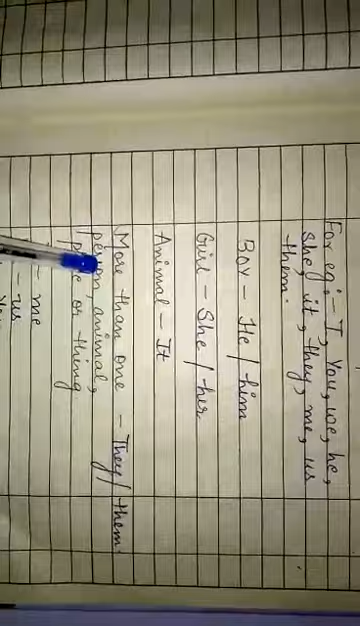 For eg:- I, You, we, he,
She, it, they, me, us
them.
Boy - He / him
Girl - She / her
Animal - It
More than one - They / them.
person, animal,
place or thing
- me
- us